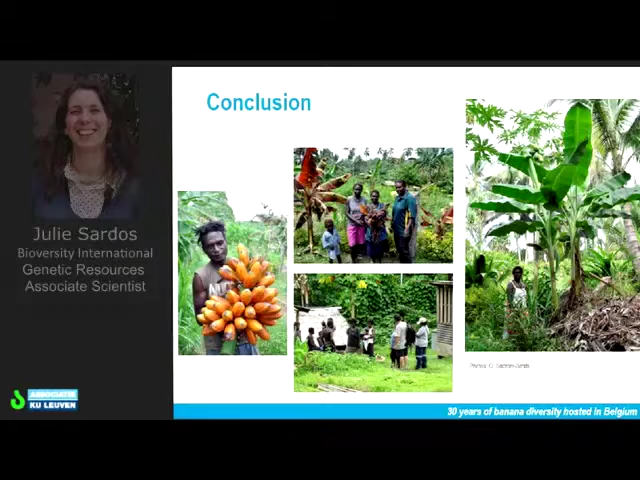 Conclusion
Julie Sardos
Bioversity International
Genetic Resources
Associate Scientist
ASSOCIATIE
KU LEUVEN
30 years of banana diversity hosted in Belgium